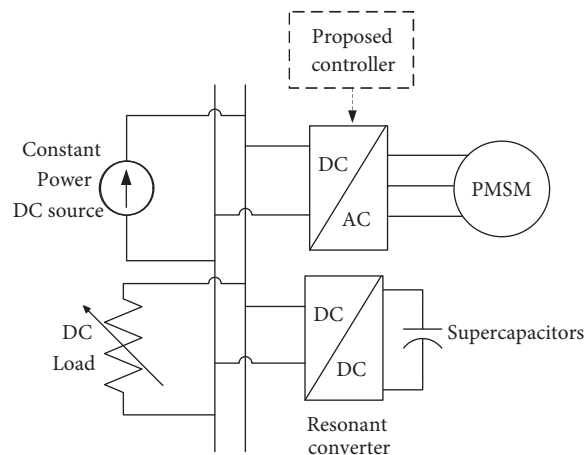 Proposed
controller
Constant
Power
DC source
DC
AC
PMSM
DC
Load
DC
DC
Supercapacitors
Resonant
converter